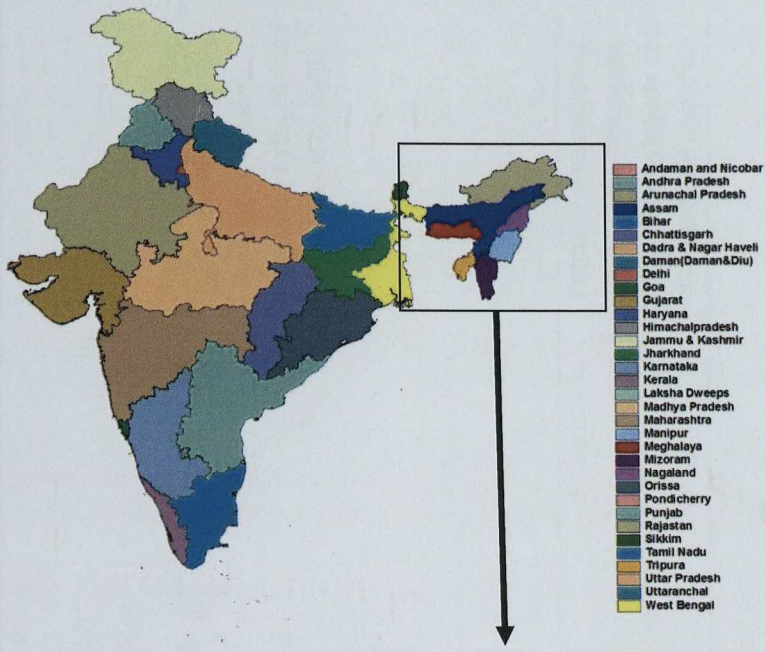 Andaman and Nicobar
Andhra Pradesh
Arunachal Pradesh
Assam
Bihar
Chhattisgarh
Dadra & Nagar Haveli
Daman(Daman&Diu)
Delhi
Goa
Gujarat
Haryana
Himachalpradesh
Jammu & Kashmir
Jharkhand
Karnataka
Kerala
Laksha Dweeps
Madhya Pradesh
Maharashtra
Manipur
Meghalaya
Mizoram
Nagaland
Orissa
Pondicherry
Punjab
Rajastan
Sikkim
Tamil Nadu
Tripura
Uttar Pradesh
Uttaranchal
West Bengal